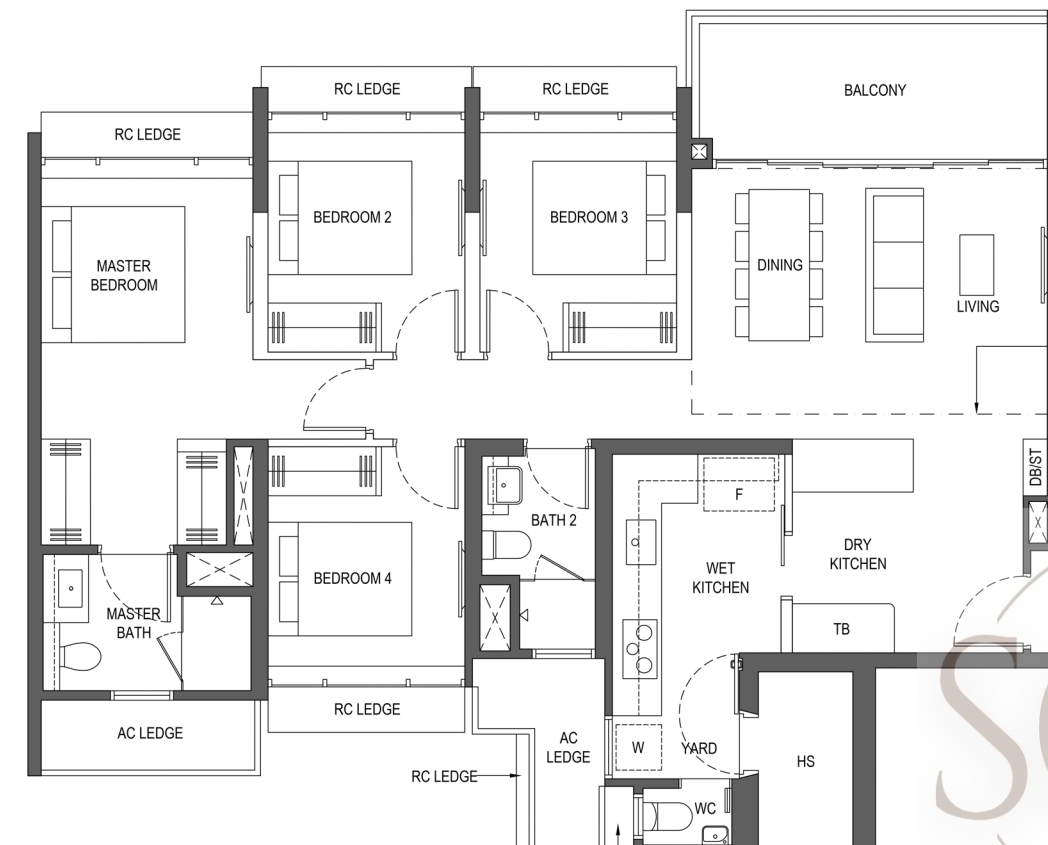 BALCONY
RC LEDGE
RC LEDGE
RC LEDGE
BEDROOM 2
BEDROOM 3
MASTER
BEDROOM
DINING
LIVING
DB/ST
F
BATH 2
DRY
KITCHEN
WET
KITCHEN
BEDROOM 4
MASTER
BATH
TB
RC LEDGE
AC LEDGE
AC
LEDGE
W
YARD
HS
RC LEDGE
WC